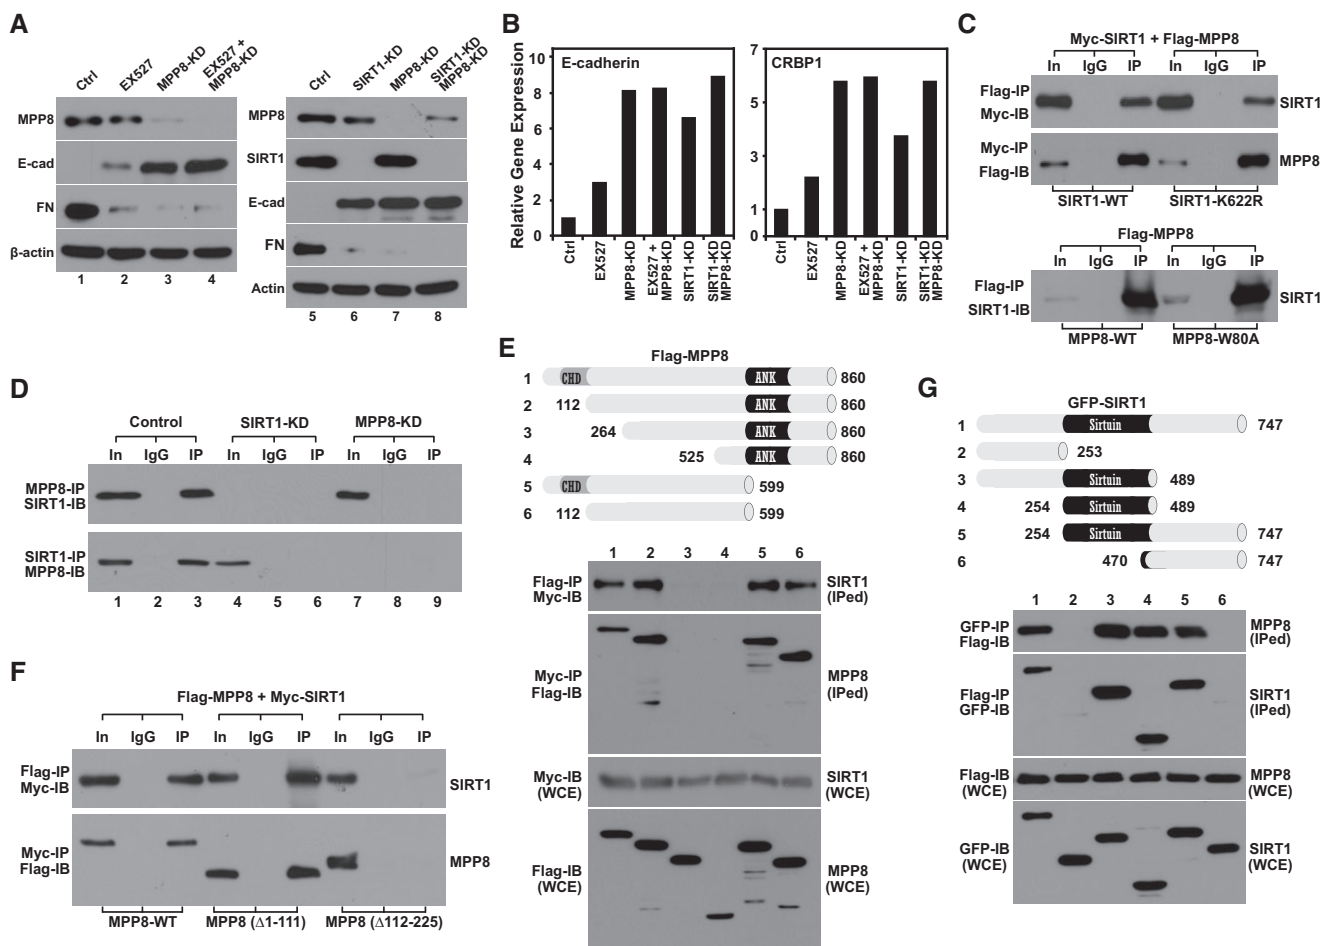 A
Ctrl
EX527
MPP8-KD
EX527 +
MPP8-KD
MPP8
E-cad
FN
β-actin
1 2 3 4
Ctrl
SIRT1-KD
MPP8-KD
SIRT1-KD
MPP8-KD
MPP8
SIRT1
E-cad
FN
Actin
5 6 7 8
B
Relative Gene Expression
E-cadherin
10
8
6
4
2
0
Ctrl
EX527
MPP8-KD
EX527 +
MPP8-KD
SIRT1-KD
SIRT1-KD
MPP8-KD
CRBP1
7
5
3
1
0
Ctrl
EX527
MPP8-KD
EX527 +
MPP8-KD
SIRT1-KD
SIRT1-KD
MPP8-KD
C
Myc-SIRT1 + Flag-MPP8
In IgG IP In IgG IP
Flag-IP
Myc-IB
SIRT1
Myc-IP
Flag-IB
MPP8
SIRT1-WT SIRT1-K622R
Flag-MPP8
In IgG IP In IgG IP
Flag-IP
SIRT1-IB
SIRT1
MPP8-WT MPP8-W80A
D
Control SIRT1-KD MPP8-KD
In IgG IP In IgG IP In IgG IP
MPP8-IP
SIRT1-IB
SIRT1-IP
MPP8-IB
1 2 3 4 5 6 7 8 9
E
Flag-MPP8
1 CHD ANK 860
2 112 ANK 860
3 264 ANK 860
4 525 ANK 860
5 CHD 599
6 112 599
1 2 3 4 5 6
Flag-IP
Myc-IB
SIRT1
(IPed)
Myc-IP
Flag-IB
MPP8
(IPed)
Myc-IB
(WCE)
SIRT1
(WCE)
Flag-IB
(WCE)
MPP8
(WCE)
F
Flag-MPP8 + Myc-SIRT1
In IgG IP In IgG IP In IgG IP
Flag-IP
Myc-IB
SIRT1
Myc-IP
Flag-IB
MPP8
MPP8-WT MPP8 (Δ1-111) MPP8 (Δ112-225)
G
GFP-SIRT1
1 Sirtuin 747
2 253
3 Sirtuin 489
4 254 Sirtuin 489
5 254 Sirtuin 747
6 470 747
1 2 3 4 5 6
GFP-IP
Flag-IB
MPP8
(IPed)
Flag-IP
GFP-IB
SIRT1
(IPed)
Flag-IB
(WCE)
MPP8
(WCE)
GFP-IB
(WCE)
SIRT1
(WCE)